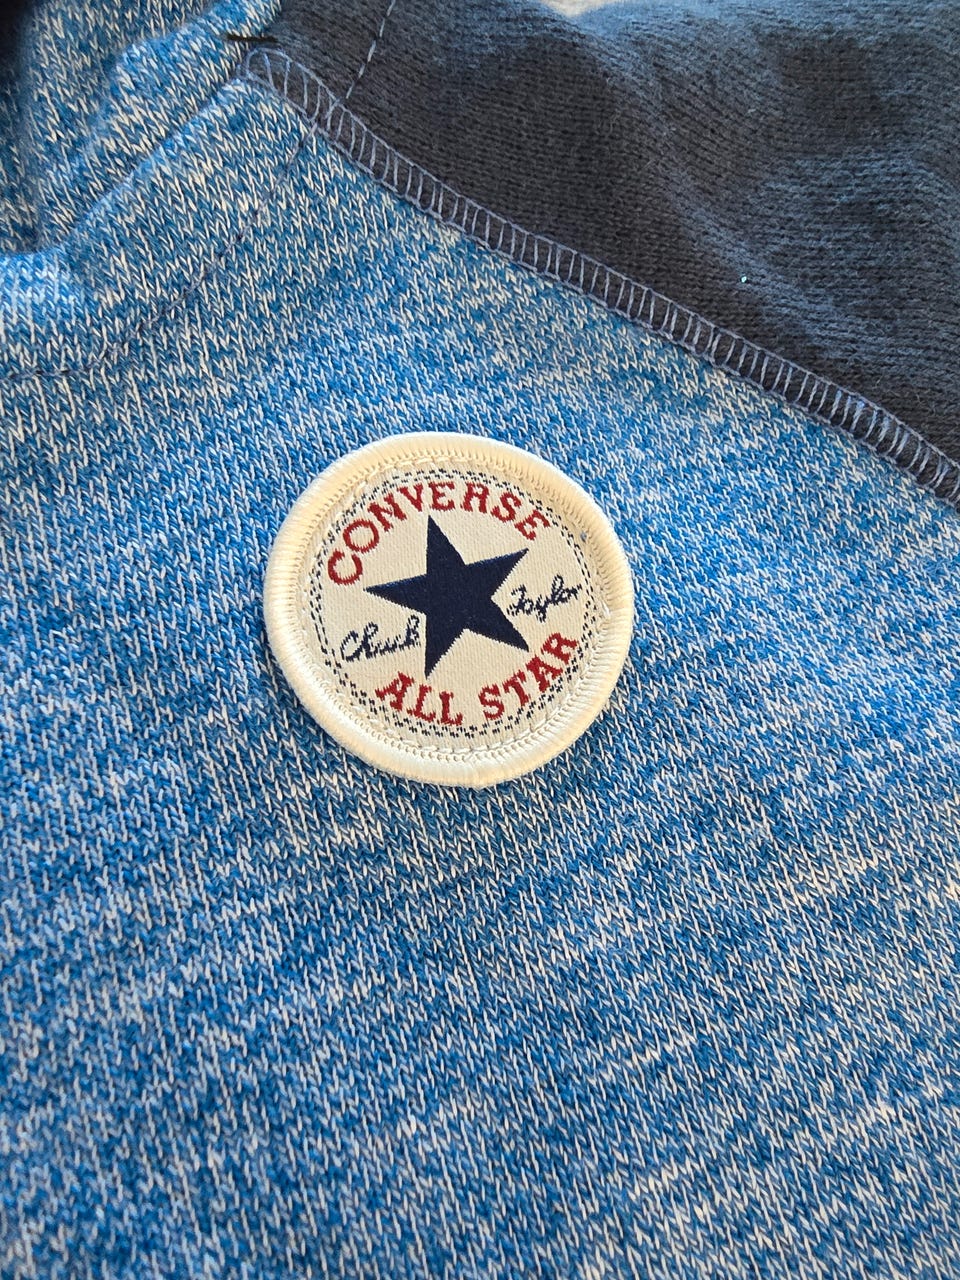 CONVERSE
Chuck Taylor
ALL STAR